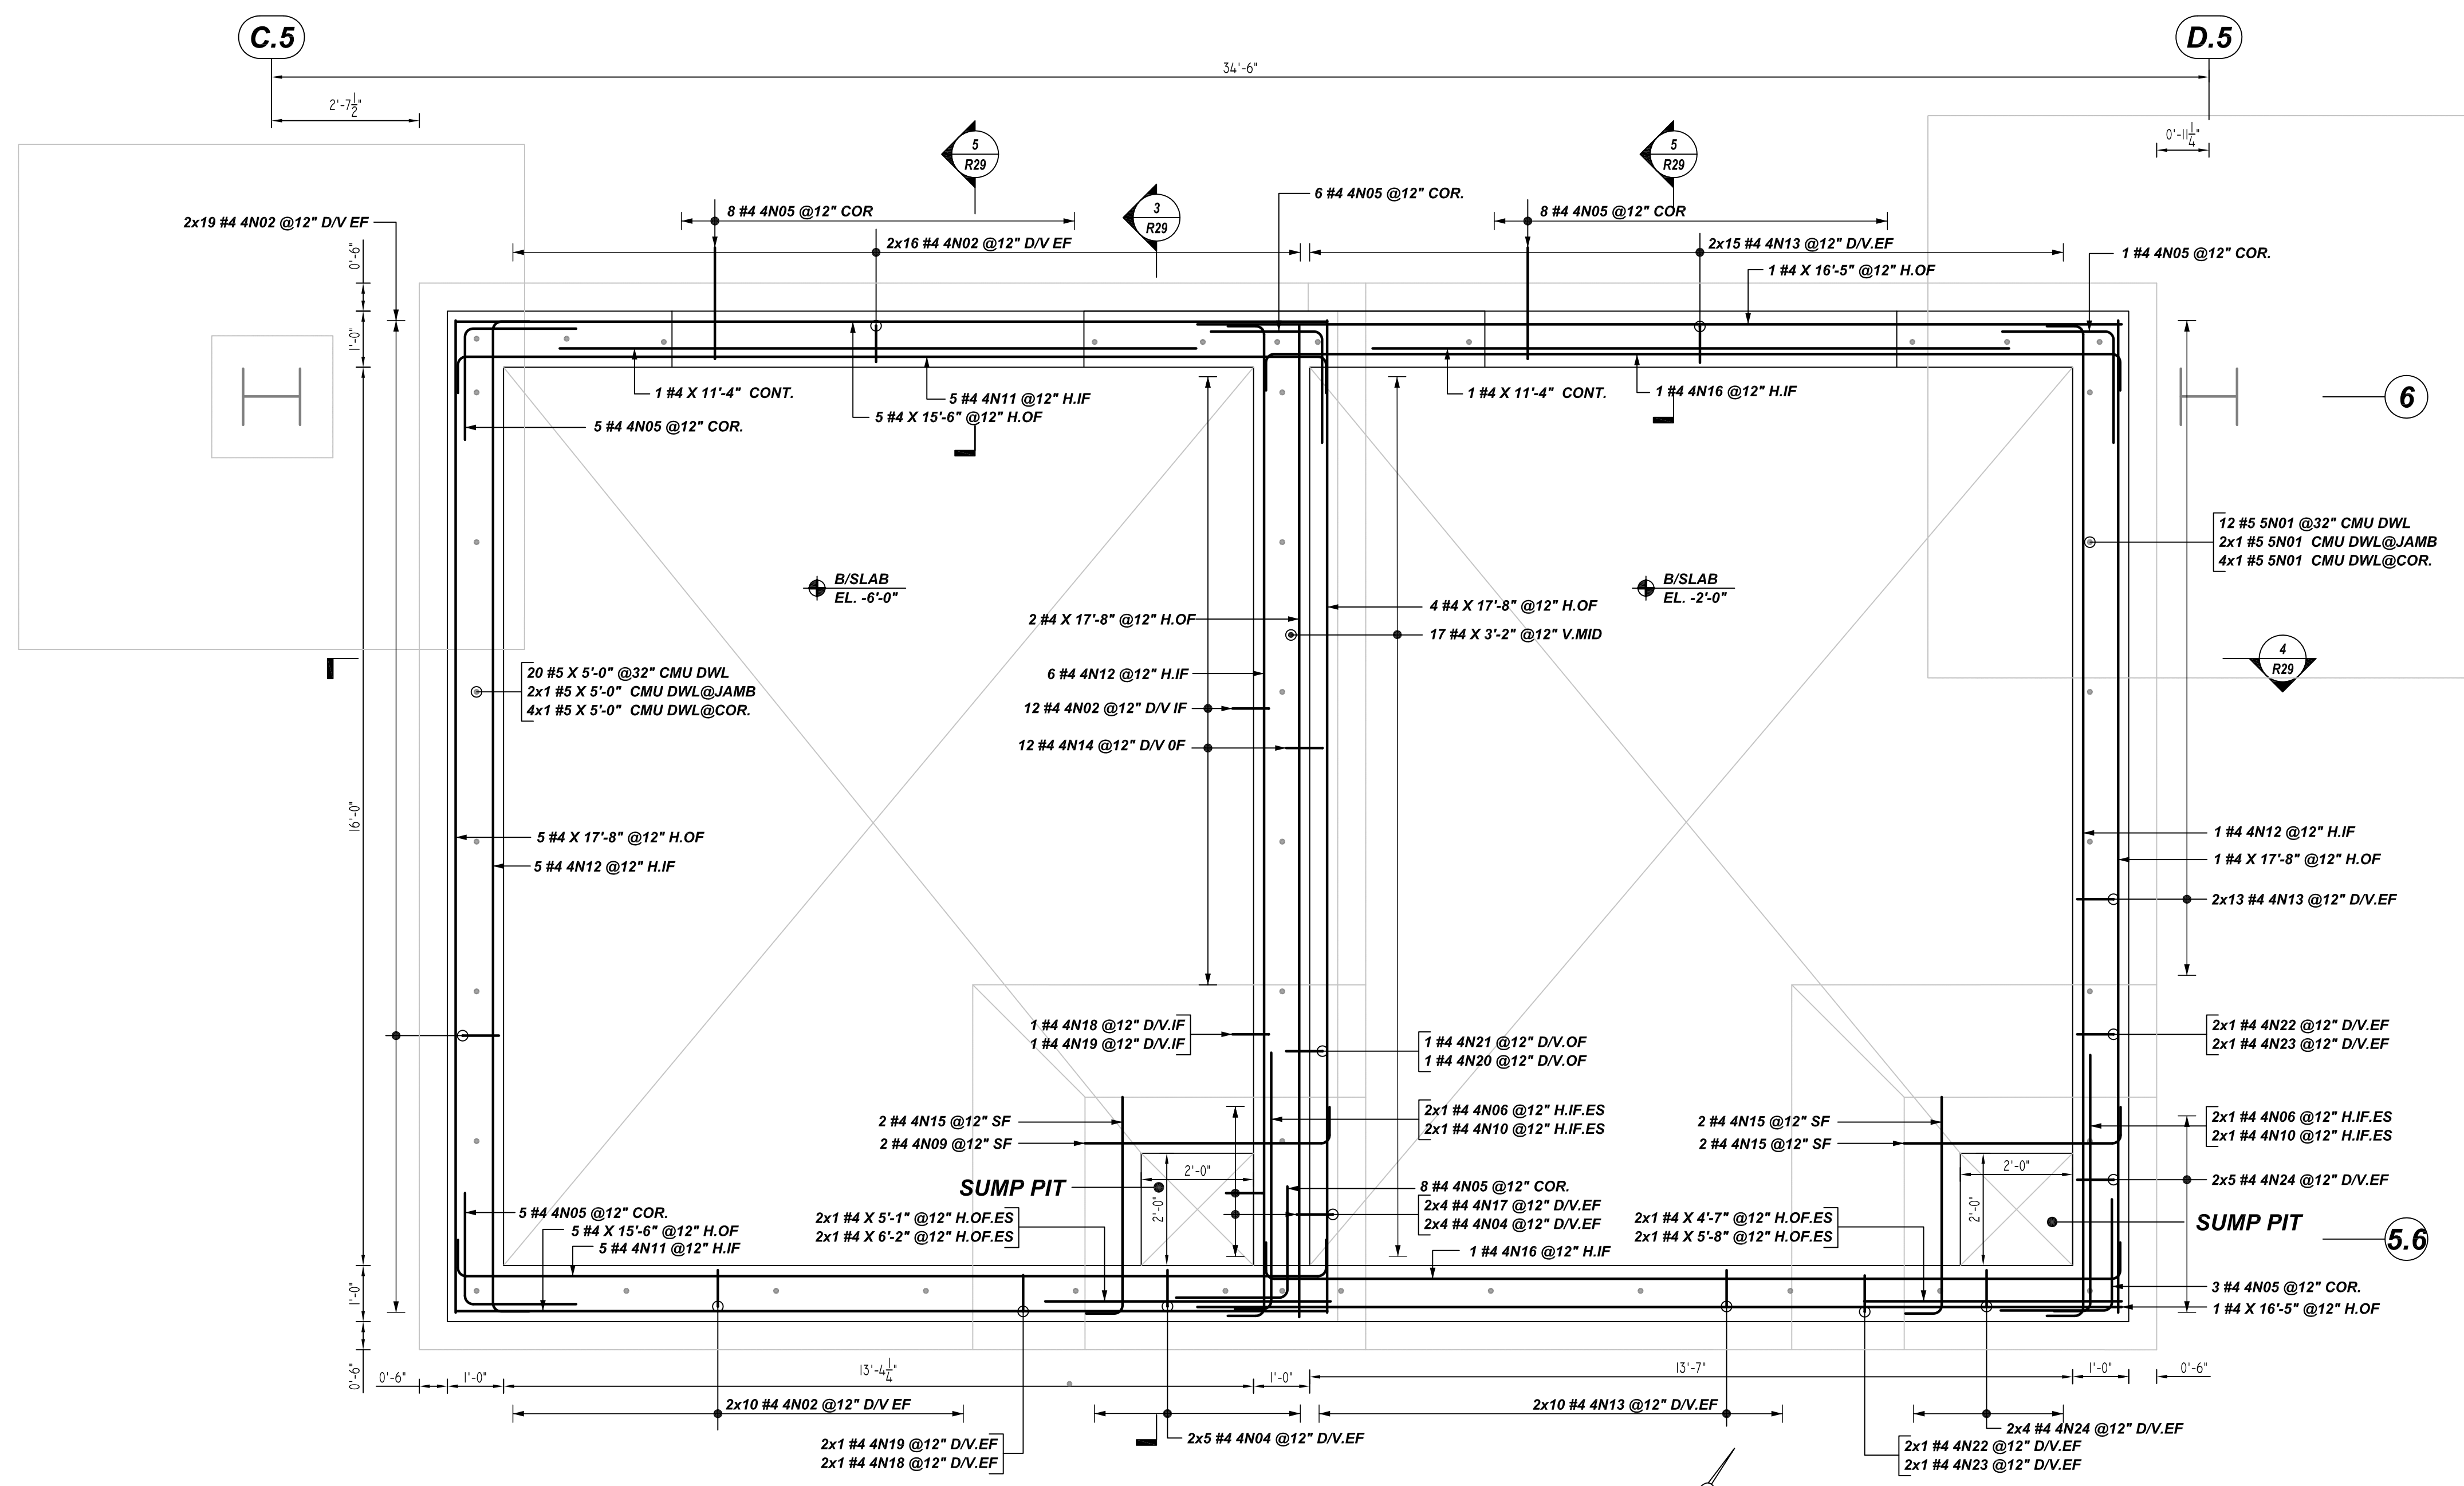 C.5
D.5
34'-6"
2'-7 1/2"
0'-11 1/4"
5
R29
5
R29
3
R29
6 #4 4N05 @12" COR.
8 #4 4N05 @12" COR
8 #4 4N05 @12" COR
2x19 #4 4N02 @12" D/V EF
2x16 #4 4N02 @12" D/V EF
2x15 #4 4N13 @12" D/V.EF
1 #4 4N05 @12" COR.
0'-6"
1 #4 X 16'-5" @12" H.OF
1'-0"
1 #4 X 11'-4"  CONT.
5 #4 4N11 @12" H.IF
5 #4 X 15'-6" @12" H.OF
1 #4 X 11'-4"  CONT.
1 #4 4N16 @12" H.IF
6
5 #4 4N05 @12" COR.
12 #5 5N01 @32" CMU DWL
2x1 #5 5N01  CMU DWL@JAMB
4x1 #5 5N01  CMU DWL@COR.
B/SLAB
EL. -6'-0"
B/SLAB
EL. -2'-0"
2 #4 X 17'-8" @12" H.OF
4 #4 X 17'-8" @12" H.OF
17 #4 X 3'-2" @12" V.MID
4
R29
20 #5 X 5'-0" @32" CMU DWL
2x1 #5 X 5'-0"  CMU DWL@JAMB
4x1 #5 X 5'-0"  CMU DWL@COR.
6 #4 4N12 @12" H.IF
12 #4 4N02 @12" D/V IF
12 #4 4N14 @12" D/V 0F
16'-0"
5 #4 X 17'-8" @12" H.OF
5 #4 4N12 @12" H.IF
1 #4 4N12 @12" H.IF
1 #4 X 17'-8" @12" H.OF
2x13 #4 4N13 @12" D/V.EF
1 #4 4N18 @12" D/V.IF
1 #4 4N19 @12" D/V.IF
1 #4 4N21 @12" D/V.OF
1 #4 4N20 @12" D/V.OF
2x1 #4 4N22 @12" D/V.EF
2x1 #4 4N23 @12" D/V.EF
2 #4 4N15 @12" SF
2 #4 4N09 @12" SF
2x1 #4 4N06 @12" H.IF.ES
2x1 #4 4N10 @12" H.IF.ES
2 #4 4N15 @12" SF
2 #4 4N15 @12" SF
2x1 #4 4N06 @12" H.IF.ES
2x1 #4 4N10 @12" H.IF.ES
2'-0"
2'-0"
2x5 #4 4N24 @12" D/V.EF
SUMP PIT
2'-0"
8 #4 4N05 @12" COR.
2x4 #4 4N17 @12" D/V.EF
2x4 #4 4N04 @12" D/V.EF
2'-0"
SUMP PIT
5 #4 4N05 @12" COR.
5 #4 X 15'-6" @12" H.OF
5 #4 4N11 @12" H.IF
2x1 #4 X 5'-1" @12" H.OF.ES
2x1 #4 X 6'-2" @12" H.OF.ES
2x1 #4 X 4'-7" @12" H.OF.ES
2x1 #4 X 5'-8" @12" H.OF.ES
5.6
1 #4 4N16 @12" H.IF
1'-0"
3 #4 4N05 @12" COR.
1 #4 X 16'-5" @12" H.OF
0'-6"
0'-6"
1'-0"
13'-4 1/4"
1'-0"
13'-7"
1'-0"
0'-6"
2x10 #4 4N02 @12" D/V EF
2x10 #4 4N13 @12" D/V.EF
2x5 #4 4N04 @12" D/V.EF
2x4 #4 4N24 @12" D/V.EF
2x1 #4 4N19 @12" D/V.EF
2x1 #4 4N18 @12" D/V.EF
2x1 #4 4N22 @12" D/V.EF
2x1 #4 4N23 @12" D/V.EF